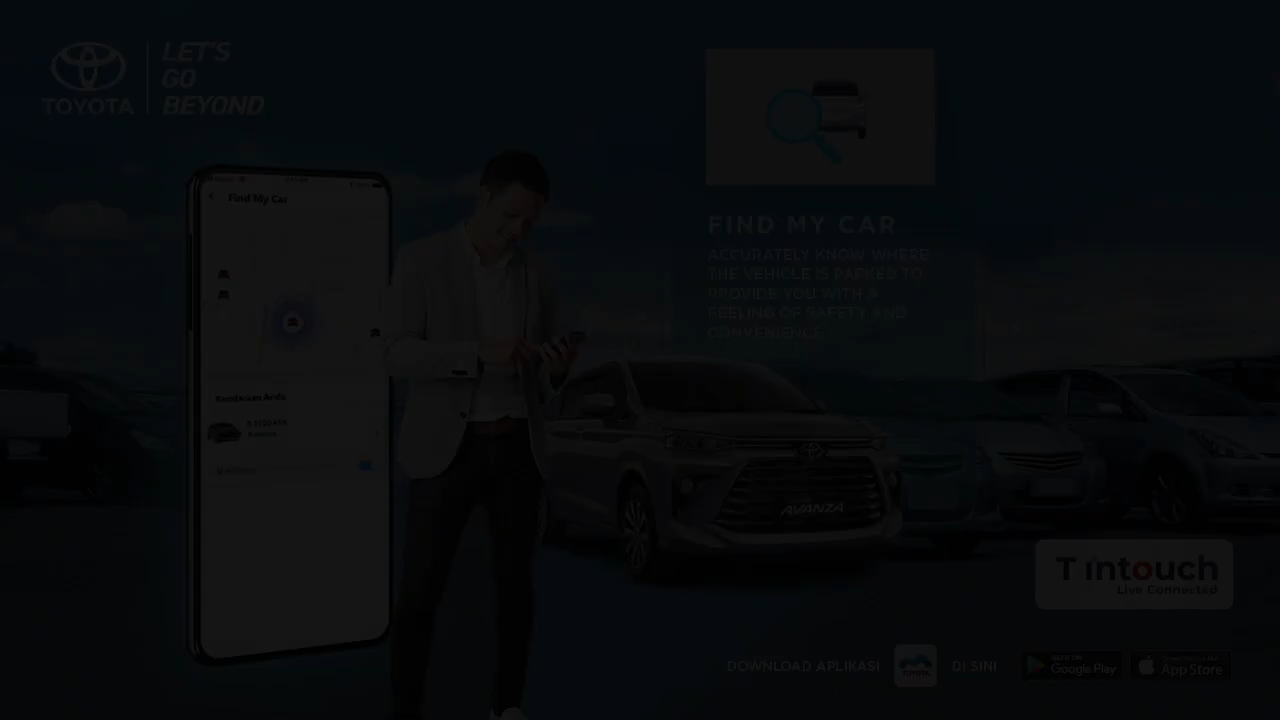 LET'S
GO
BEYOND
TOYOTA
Find My Car
FIND MY CAR
ACCURATELY KNOW WHERE
THE VEHICLE IS PARKED TO
PROVIDE YOU WITH A
FEELING OF SAFETY AND
CONVENIENCE
Kendaraan Anda
AVANZA
T intouch
Live Connected
DOWNLOAD APLIKASI
DI SINI
Google Play
App Store